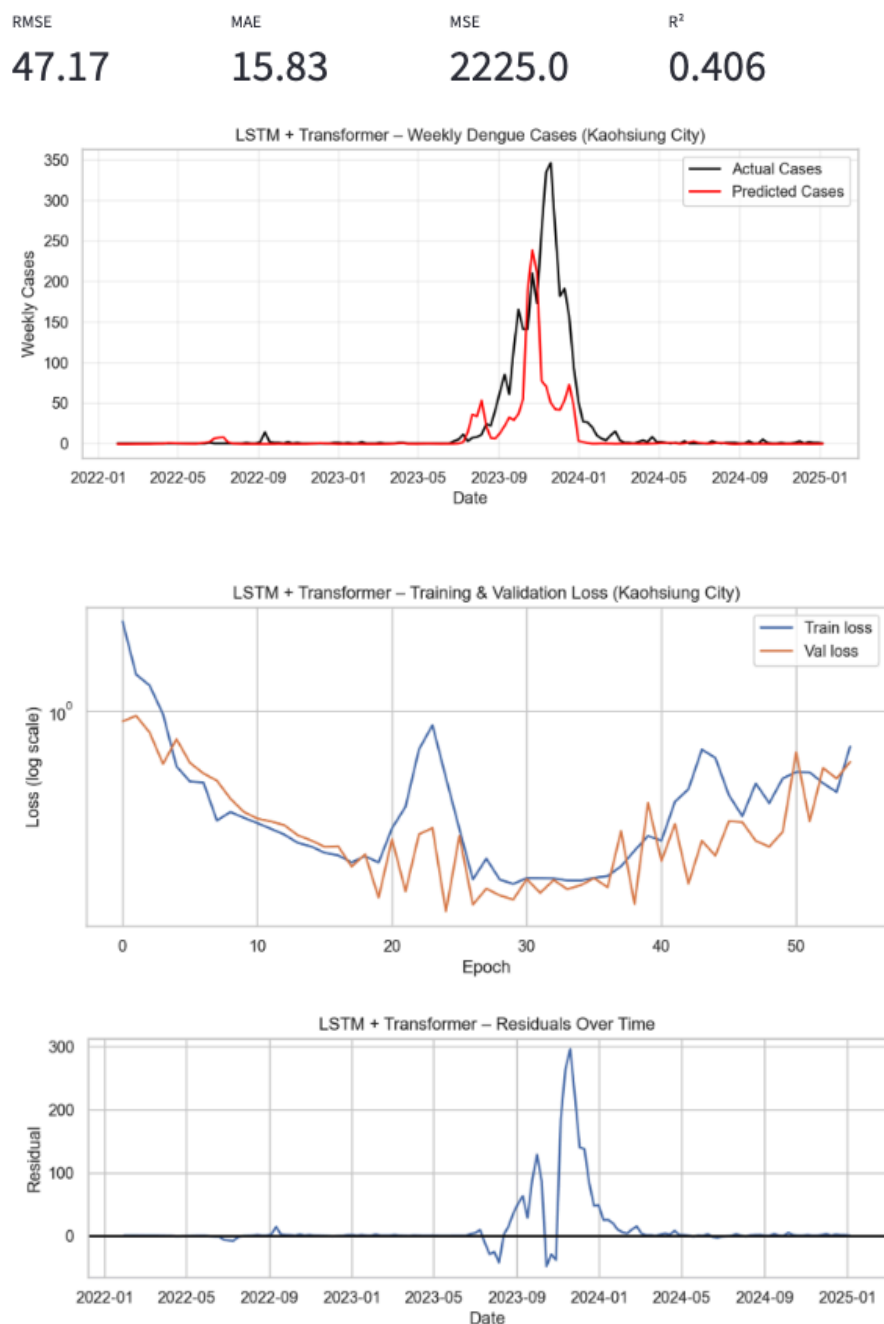 RMSE MAE MSE R²
47.17 15.83 2225.0 0.406
LSTM + Transformer – Weekly Dengue Cases (Kaohsiung City)
350
300
250
200
150
100
50
0
Weekly Cases
Actual Cases
Predicted Cases
2022-01 2022-05 2022-09 2023-01 2023-05 2023-09 2024-01 2024-05 2024-09 2025-01
Date
LSTM + Transformer – Training & Validation Loss (Kaohsiung City)
Train loss
Val loss
10⁰
Loss (log scale)
0 10 20 30 40 50
Epoch
LSTM + Transformer – Residuals Over Time
300
200
100
0
Residual
2022-01 2022-05 2022-09 2023-01 2023-05 2023-09 2024-01 2024-05 2024-09 2025-01
Date